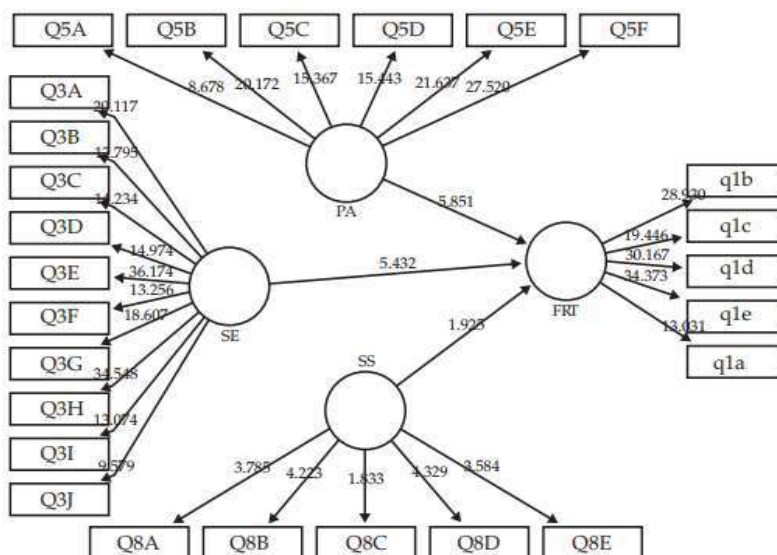 Q5A Q5B Q5C Q5D Q5E Q5F
8.678 20.172 15.367 15.443 21.637 27.520
PA
Q3A
Q3B
Q3C
Q3D
Q3E
Q3F
Q3G
Q3H
Q3I
Q3J
20.117
17.795
14.234
14.974
36.174
13.256
18.607
34.548
13.074
9.579
SE
5.851
5.432
1.925
FRT
28.930
19.446
30.167
34.373
13.031
q1b
q1c
q1d
q1e
q1a
SS
3.785 4.223 1.833 4.329 3.584
Q8A Q8B Q8C Q8D Q8E